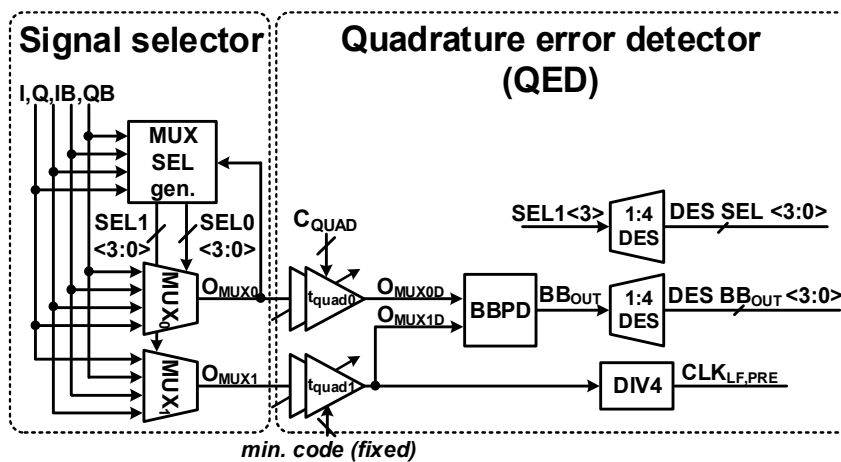 Signal selector
Quadrature error detector
(QED)
I,Q,IB,QB
MUX
SEL
gen.
SEL1
<3:0>
SEL0
<3:0>
MUX0
OMUX0
MUX1
OMUX1
CQUAD
tquad0
tquad1
min. code (fixed)
OMUX0D
OMUX1D
BBPD
BBOUT
SEL1<3>
1:4
DES
DES SEL <3:0>
1:4
DES
DES BBOUT <3:0>
DIV4
CLKLF,PRE